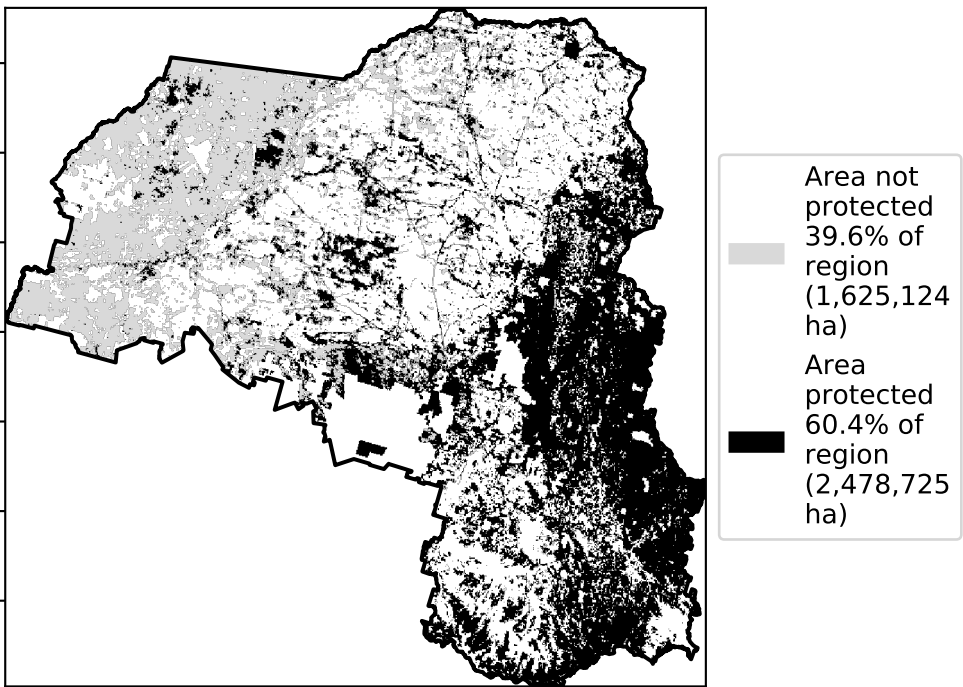 Area not
protected
39.6% of
region
(1,625,124
ha)
Area
protected
60.4% of
region
(2,478,725
ha)